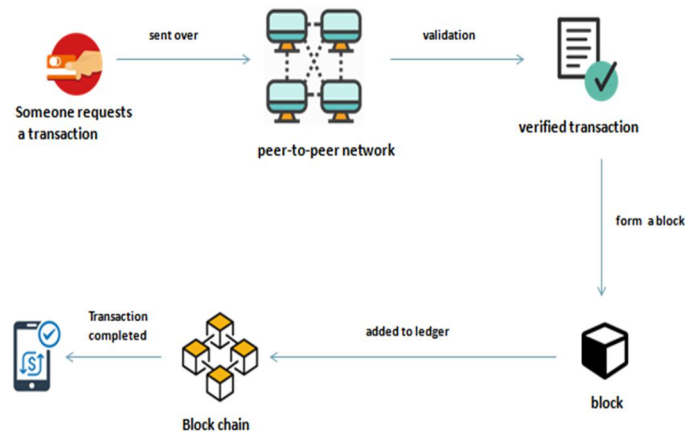 sent over
validation
Someone requests
a transaction
peer-to-peer network
verified transaction
form a block
Transaction
completed
added to ledger
S
Block chain
block